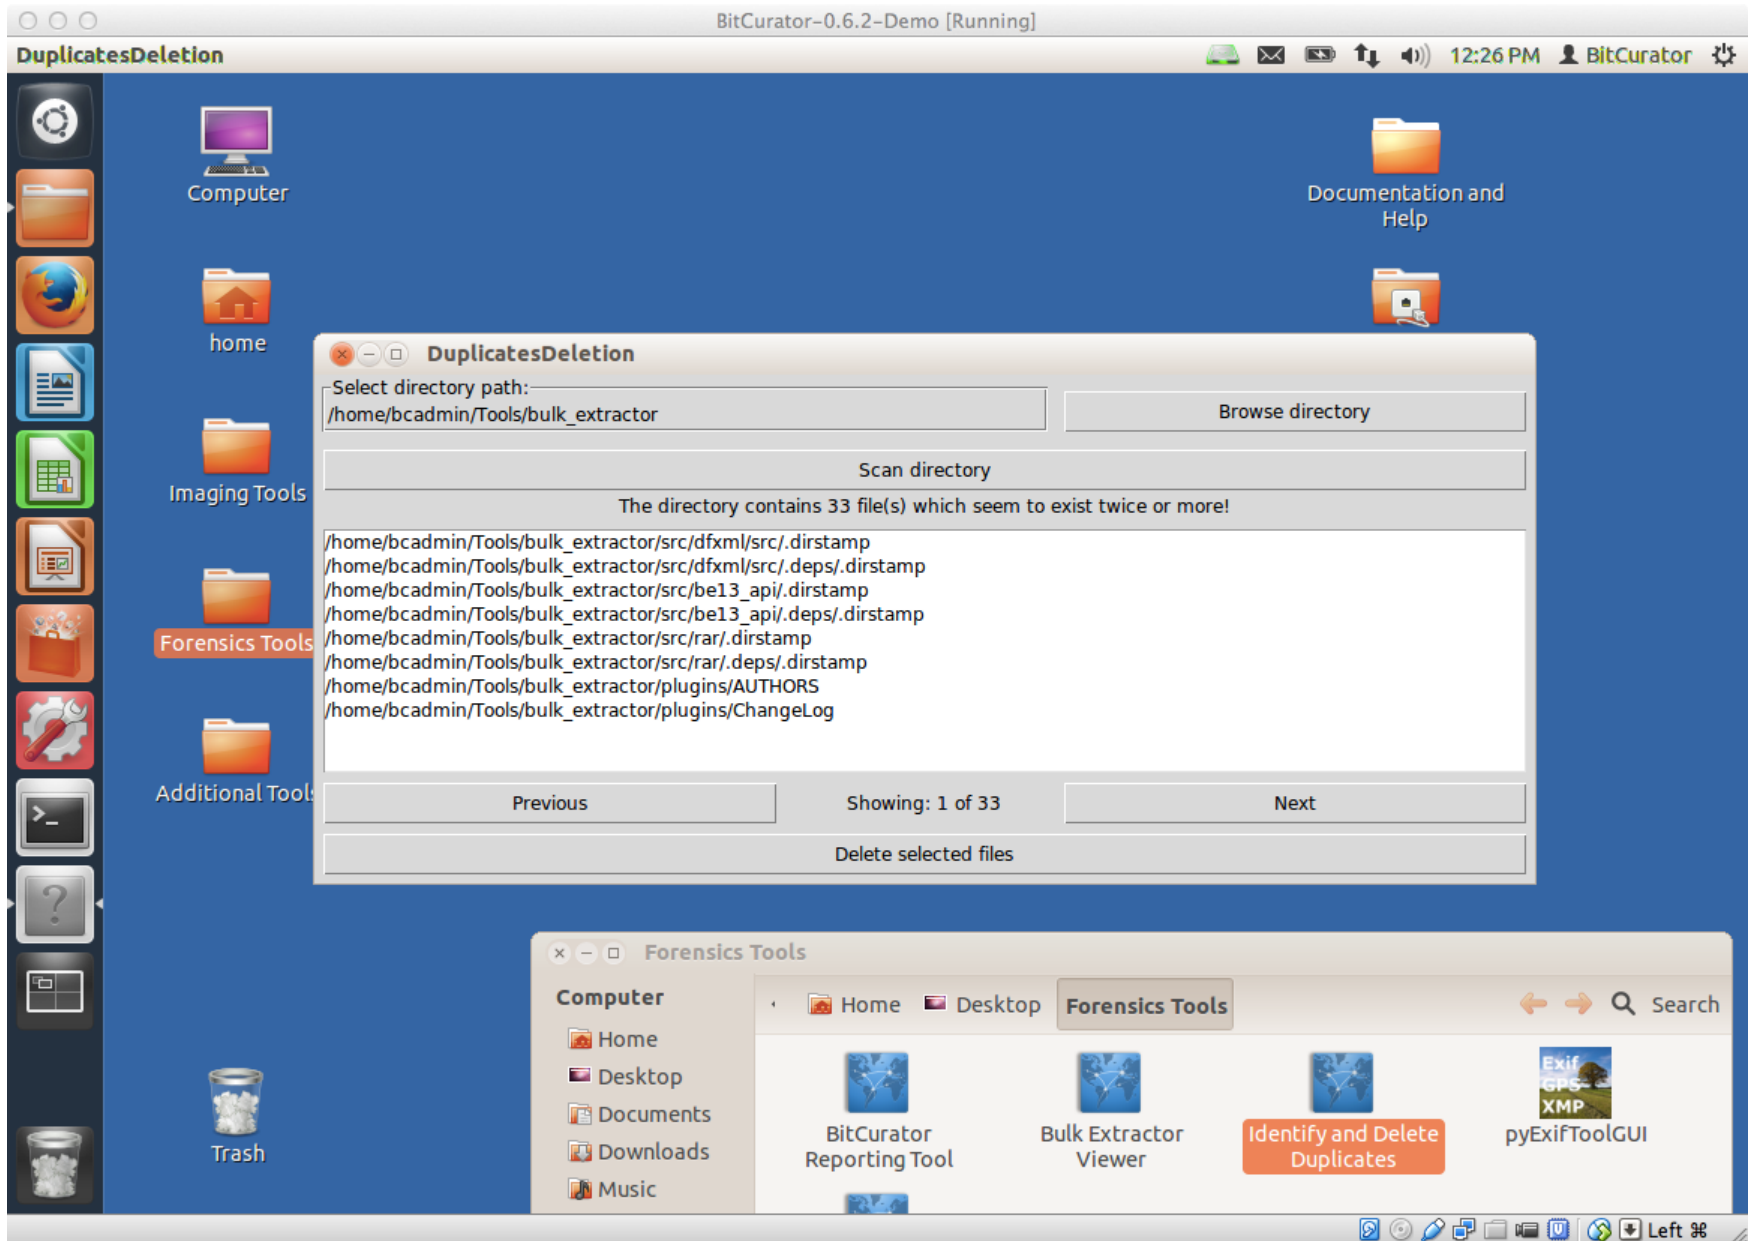 BitCurator-0.6.2-Demo [Running]
DuplicatesDeletion
12:26 PM
BitCurator
Computer
Documentation and
Help
home
Imaging Tools
Forensics Tools
Additional Tools
Trash
DuplicatesDeletion
Select directory path:
/home/bcadmin/Tools/bulk_extractor
Browse directory
Scan directory
The directory contains 33 file(s) which seem to exist twice or more!
/home/bcadmin/Tools/bulk_extractor/src/dfxml/src/.dirstamp
/home/bcadmin/Tools/bulk_extractor/src/dfxml/src/.deps/.dirstamp
/home/bcadmin/Tools/bulk_extractor/src/be13_api/.dirstamp
/home/bcadmin/Tools/bulk_extractor/src/be13_api/.deps/.dirstamp
/home/bcadmin/Tools/bulk_extractor/src/rar/.dirstamp
/home/bcadmin/Tools/bulk_extractor/src/rar/.deps/.dirstamp
/home/bcadmin/Tools/bulk_extractor/plugins/AUTHORS
/home/bcadmin/Tools/bulk_extractor/plugins/ChangeLog
Previous
Showing: 1 of 33
Next
Delete selected files
Forensics Tools
Computer
Home
Desktop
Documents
Downloads
Music
Home
Desktop
Forensics Tools
Search
BitCurator
Reporting Tool
Bulk Extractor
Viewer
Identify and Delete
Duplicates
Exif
GPS
XMP
pyExifToolGUI
Left ⌘